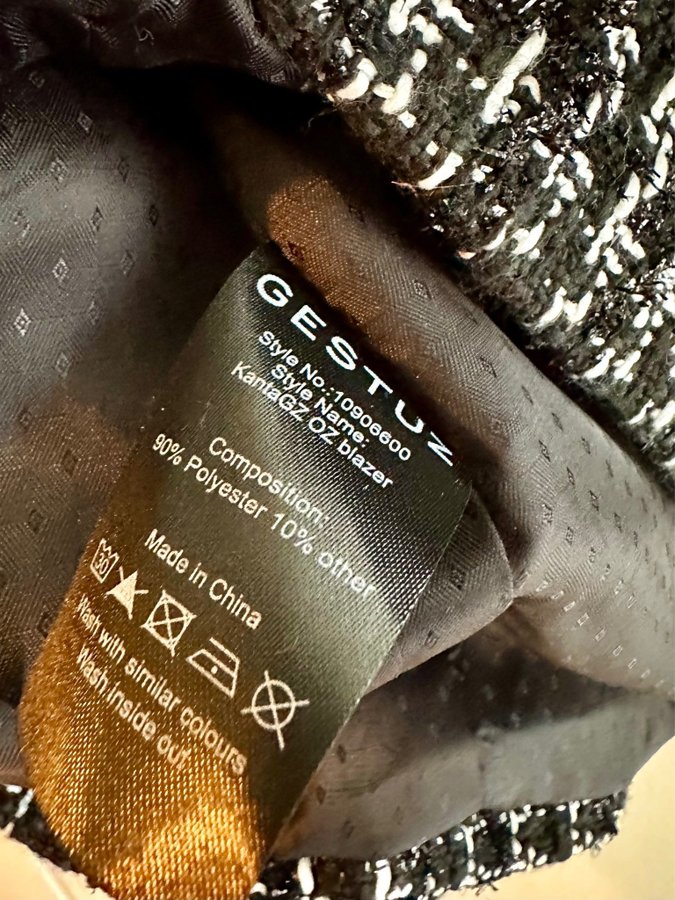 GESTUZ
Style No.:10906600
Style Name:
KantaGZ OZ blazer
Composition:
90% Polyester 10% other
Made in China
30
Wash with similar colours
Wash inside out